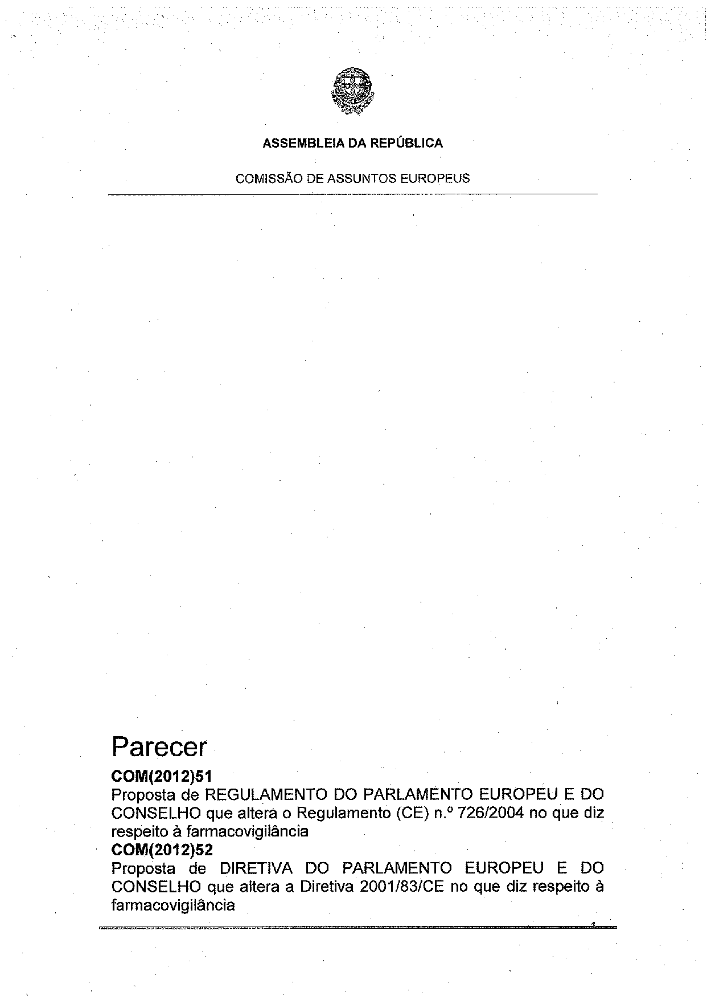 ASSEMBLEIA DA REPÚBLICA
COMISSÃO DE ASSUNTOS EUROPEUS
Parecer
COM(2012)51
Proposta de REGULAMENTO DO PARLAMENTO EUROPEU E DO
CONSELHO que altera o Regulamento (CE) n.º 726/2004 no que diz
respeito à farmacovigilância
COM(2012)52
Proposta de DIRETIVA DO PARLAMENTO EUROPEU E DO
CONSELHO que altera a Diretiva 2001/83/CE no que diz respeito à
farmacovigilância
1